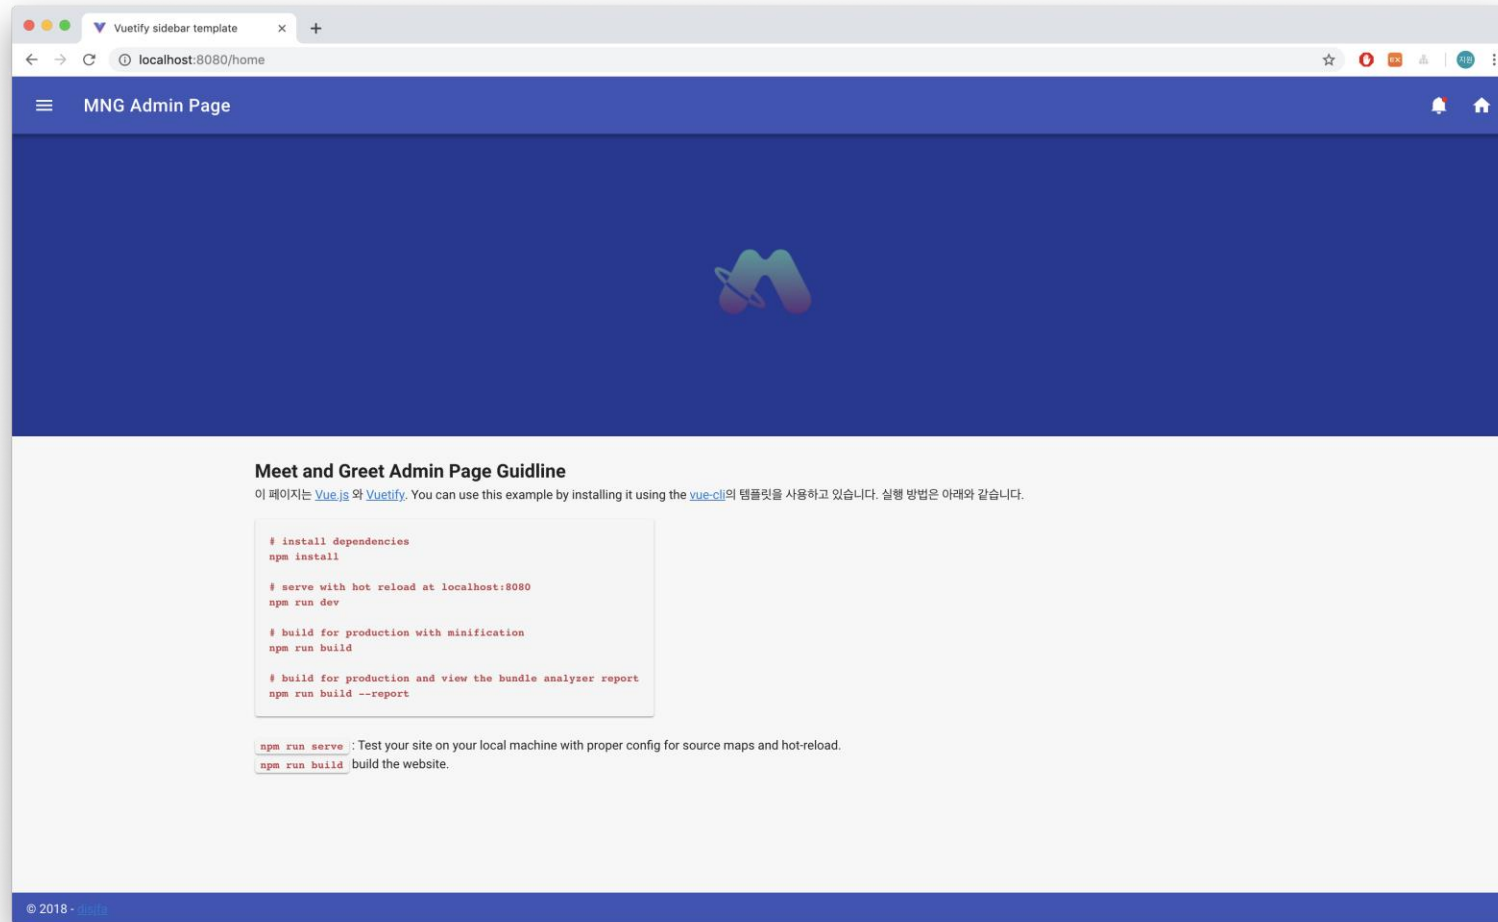 Vuetify sidebar template
localhost:8080/home
지원
MNG Admin Page
Meet and Greet Admin Page Guidline
이 페이지는 Vue.js 와 Vuetify. You can use this example by installing it using the vue-cli의 템플릿을 사용하고 있습니다. 실행 방법은 아래와 같습니다.
# install dependencies
npm install
# serve with hot reload at localhost:8080
npm run dev
# build for production with minification
npm run build
# build for production and view the bundle analyzer report
npm run build --report
npm run serve : Test your site on your local machine with proper config for source maps and hot-reload.
npm run build build the website.
© 2018 -